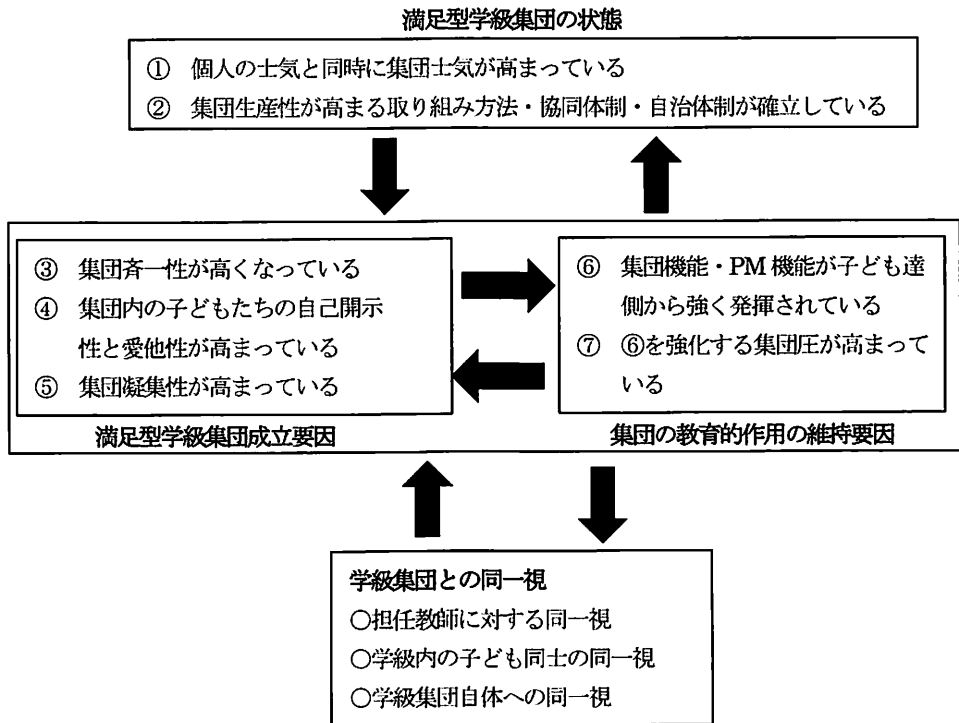 満足型学級集団の状態
① 個人の士気と同時に集団士気が高まっている
② 集団生産性が高まる取り組み方法・協同体制・自治体制が確立している
③ 集団斉一性が高くなっている
④ 集団内の子どもたちの自己開示
性と愛他性が高まっている
⑤ 集団凝集性が高まっている
満足型学級集団成立要因
⑥ 集団機能・PM 機能が子ども達
側から強く発揮されている
⑦ ⑥を強化する集団圧が高まって
いる
集団の教育的作用の維持要因
学級集団との同一視
○担任教師に対する同一視
○学級内の子ども同士の同一視
○学級集団自体への同一視